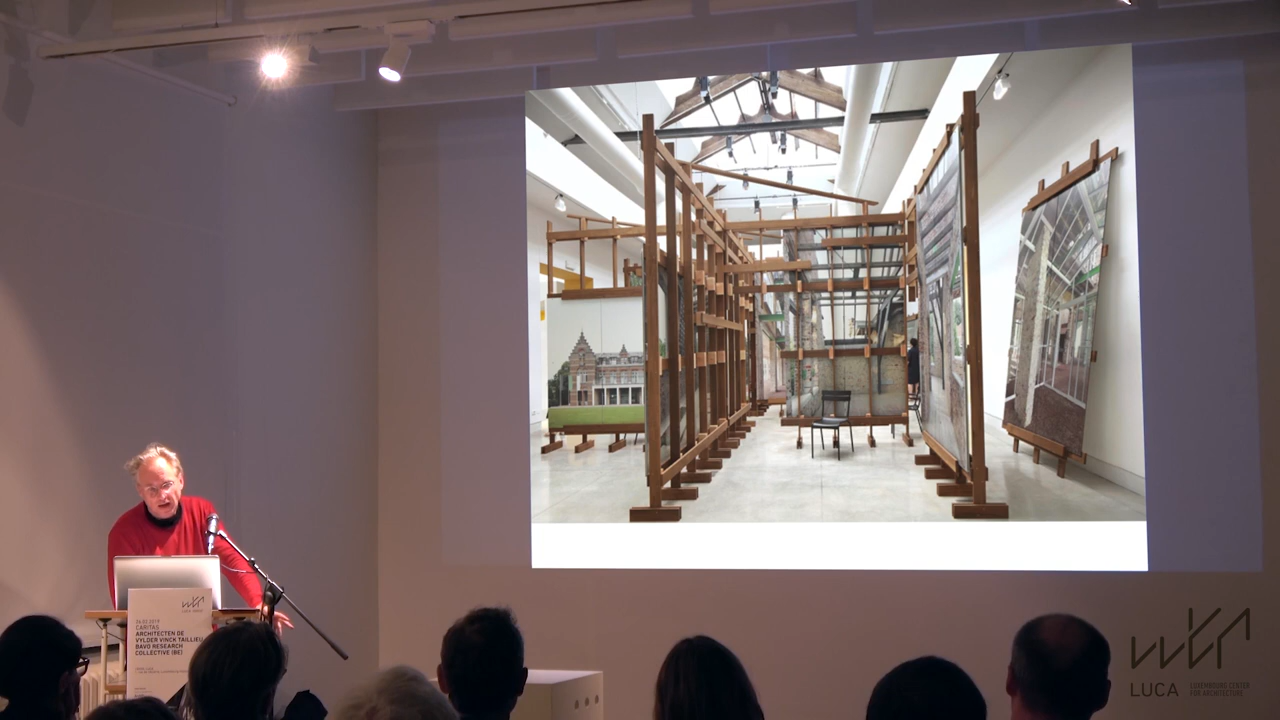 CARITAS
ARCHITECTEN DE
VYLDER VINCK TAILLIEU
BAVO RESEARCH
COLLECTIVE (BE)
LUCA
LUXEMBOURG CENTER
FOR ARCHITECTURE